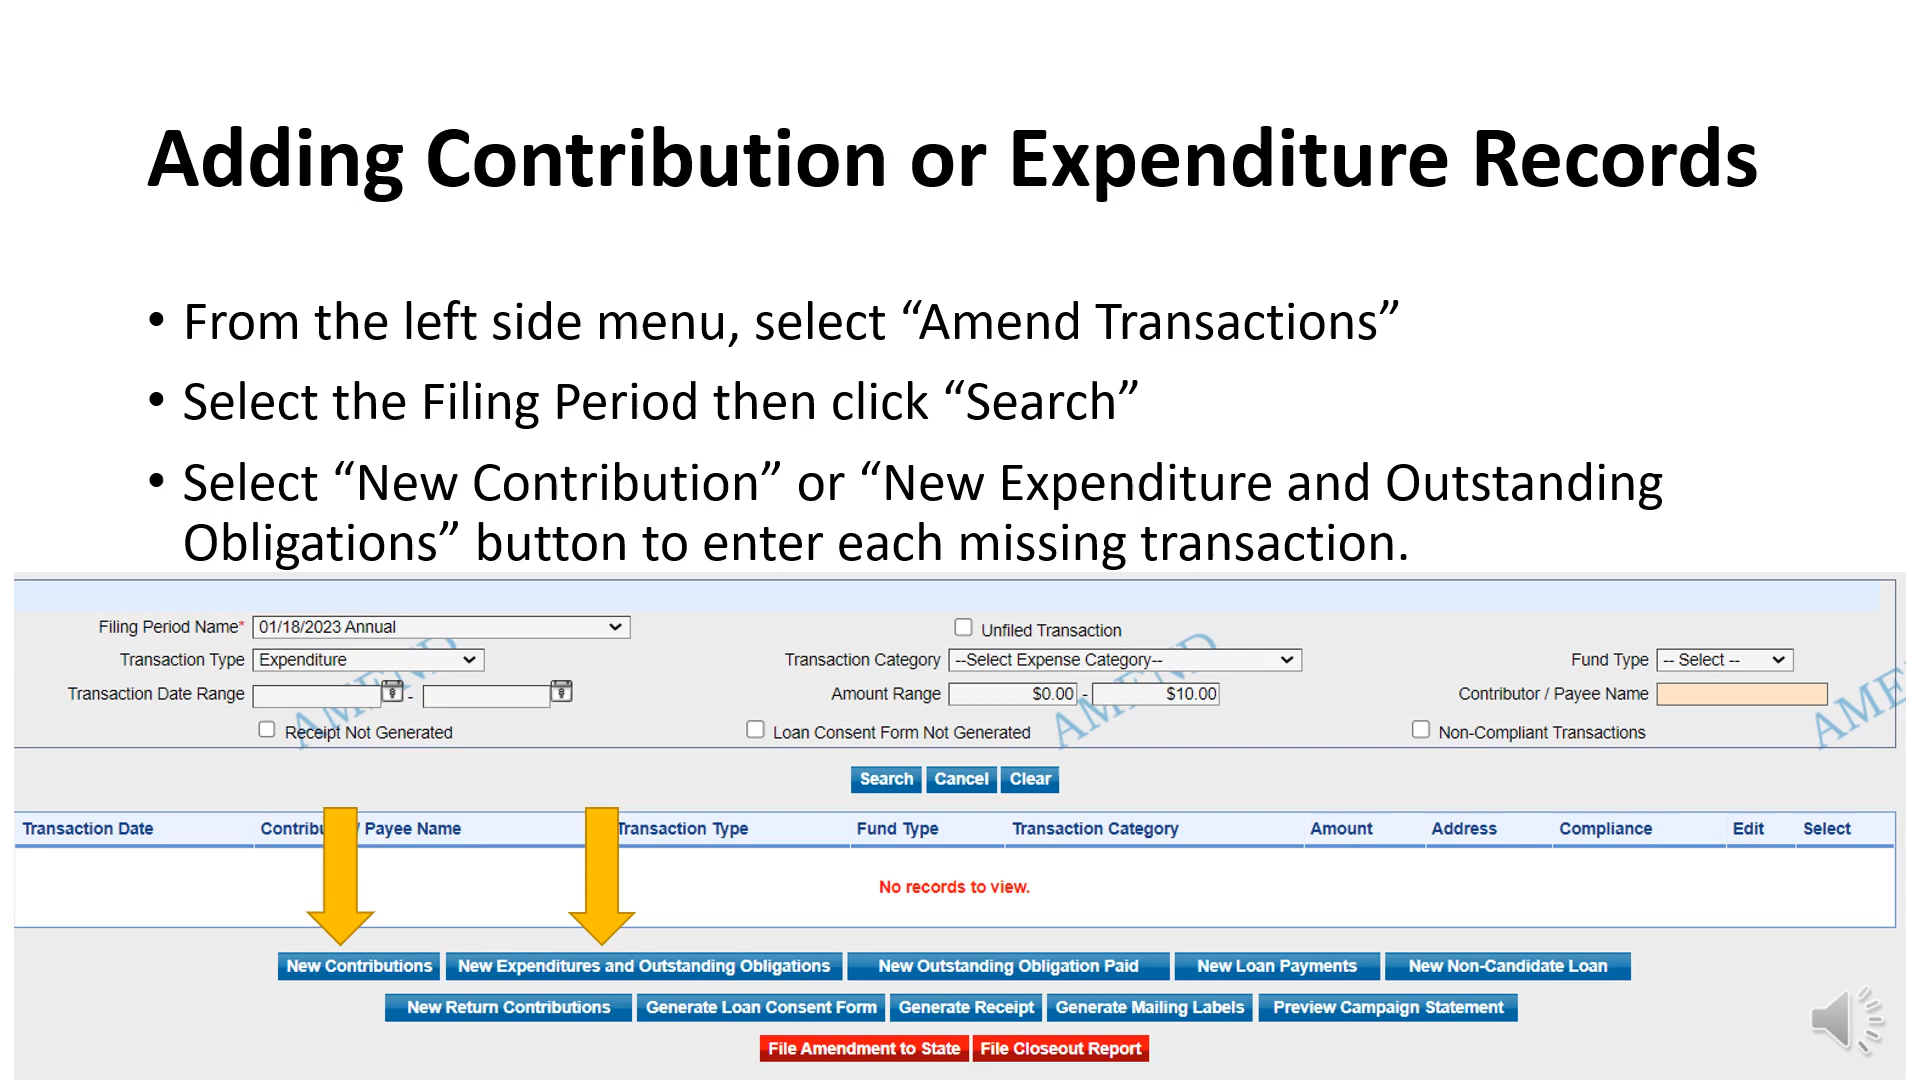 Adding Contribution or Expenditure Records
• From the left side menu, select “Amend Transactions”
• Select the Filing Period then click “Search”
• Select “New Contribution” or “New Expenditure and Outstanding
Obligations” button to enter each missing transaction.
Filing Period Name* 01/18/2023 Annual Unfiled Transaction
Transaction Type Expenditure Transaction Category --Select Expense Category-- Fund Type -- Select --
Transaction Date Range - Amount Range $0.00 - $10.00 Contributor / Payee Name
Receipt Not Generated Loan Consent Form Not Generated Non-Compliant Transactions
AMEND AMEND AME
Search Cancel Clear
Transaction Date / Payee Name Transaction Type Fund Type Transaction Category Amount Address Compliance Edit Select
No records to view.
New Contributions New Expenditures and Outstanding Obligations New Outstanding Obligation Paid New Loan Payments New Non-Candidate Loan
New Return Contributions Generate Loan Consent Form Generate Receipt Generate Mailing Labels Preview Campaign Statement
File Amendment to State File Closeout Report